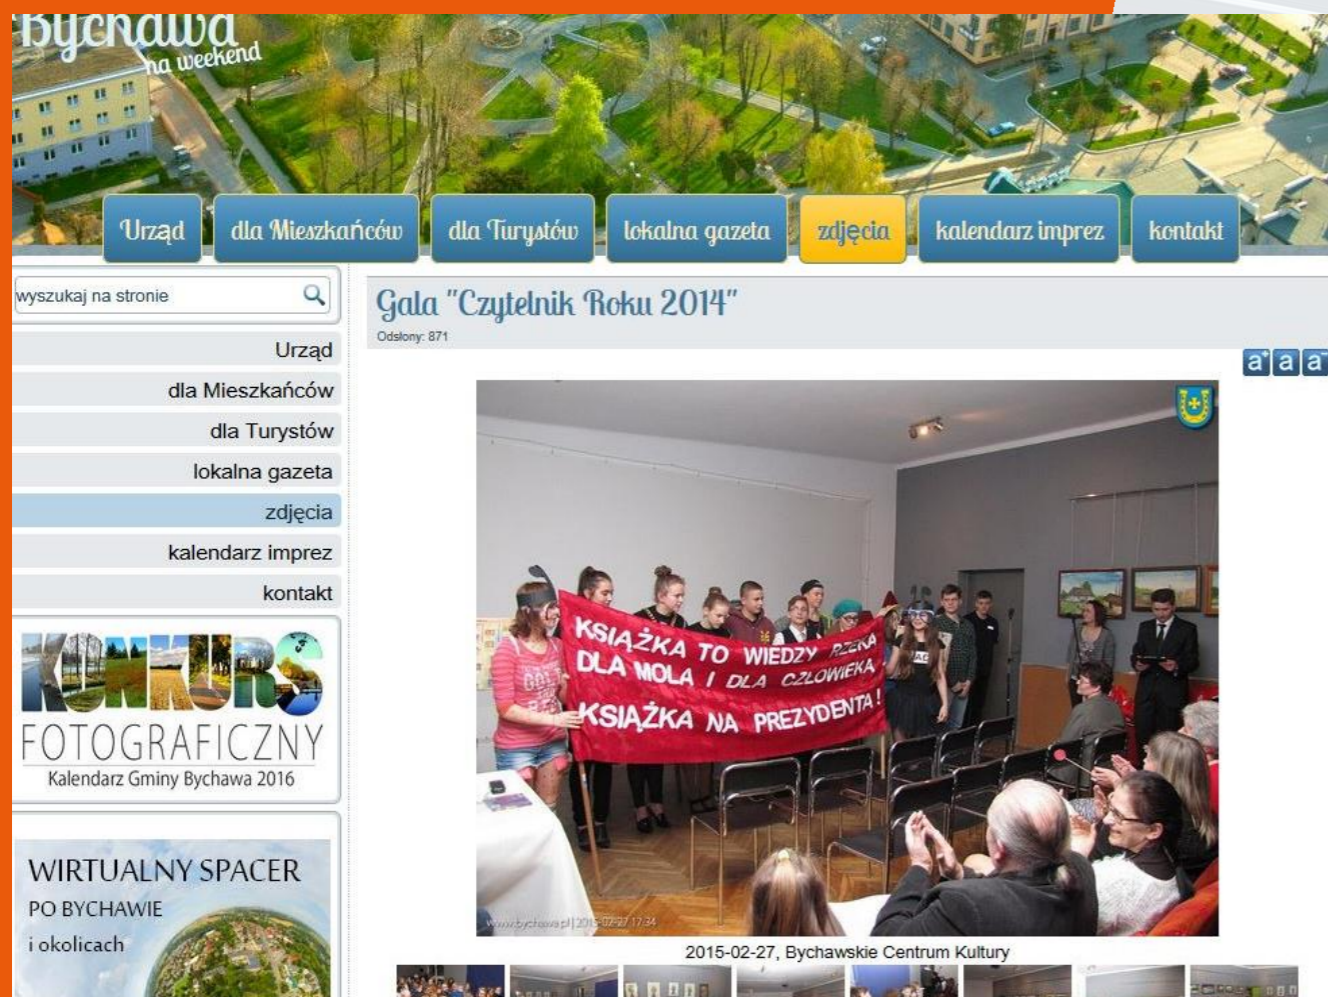 Bychawa
na weekend
Urząd
dla Mieszkańców
dla Turystów
lokalna gazeta
zdjęcia
kalendarz imprez
kontakt
wyszukaj na stronie
Urząd
dla Mieszkańców
dla Turystów
lokalna gazeta
zdjęcia
kalendarz imprez
kontakt
KONKURS
FOTOGRAFICZNY
Kalendarz Gminy Bychawa 2016
WIRTUALNY SPACER
PO BYCHAWIE
i okolicach
Gala "Czytelnik Roku 2014"
Odsłony: 871
a+ a a-
KSIĄŻKA TO WIEDZY RZEKA
DLA MOLA I DLA CZŁOWIEKA
KSIĄŻKA NA PREZYDENTA!
www.bychawa.pl | 2015-02-27 17:34
2015-02-27, Bychawskie Centrum Kultury